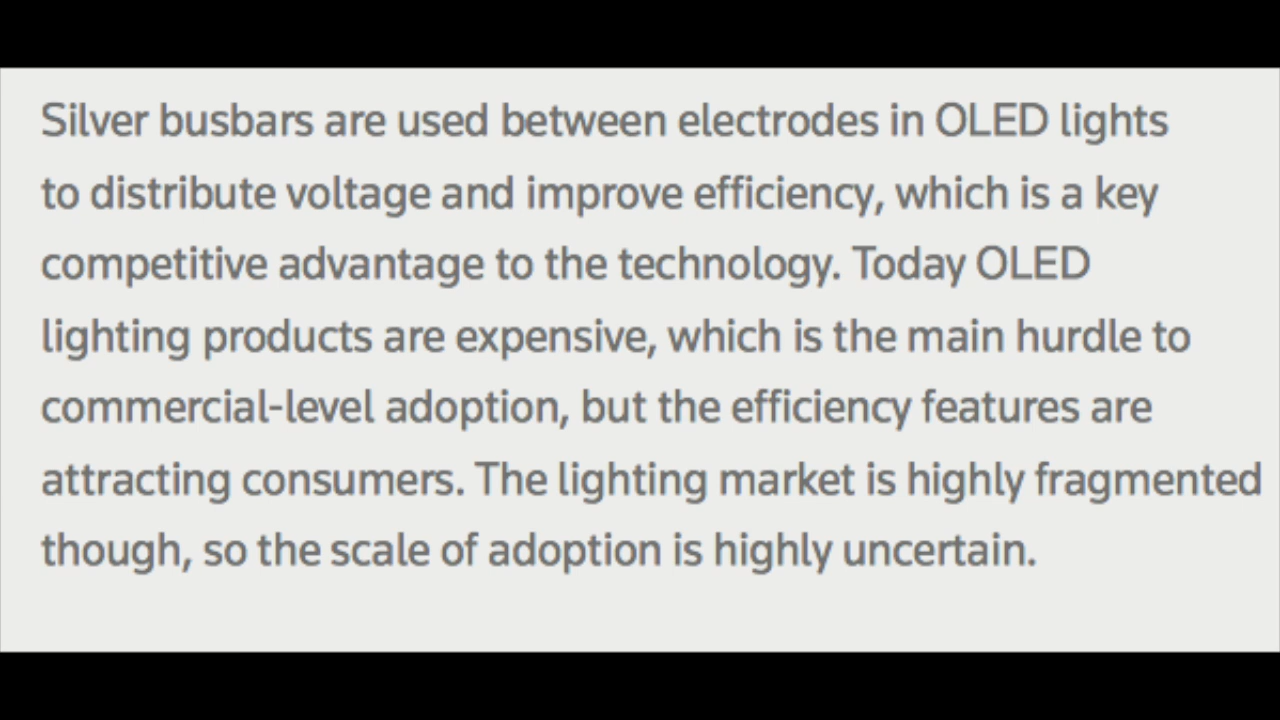 Silver busbars are used between electrodes in OLED lights
to distribute voltage and improve efficiency, which is a key
competitive advantage to the technology. Today OLED
lighting products are expensive, which is the main hurdle to
commercial-level adoption, but the efficiency features are
attracting consumers. The lighting market is highly fragmented
though, so the scale of adoption is highly uncertain.